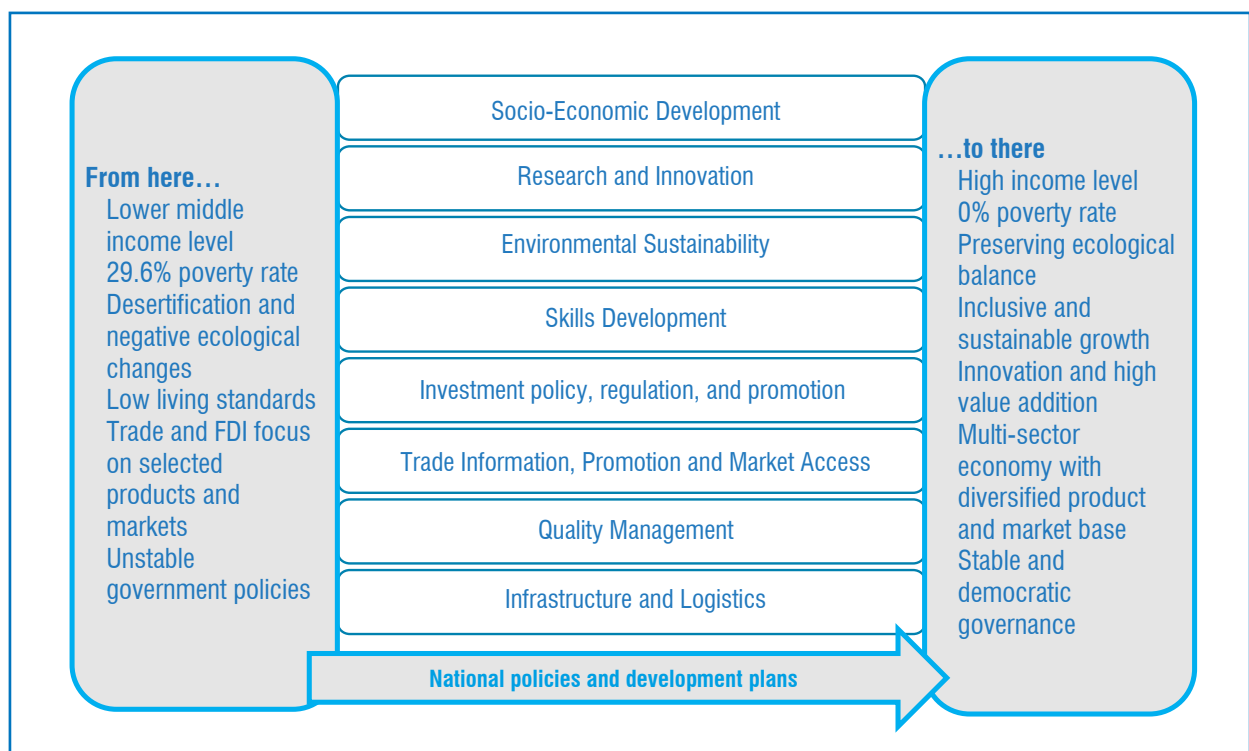 From here…
Lower middle
income level
29.6% poverty rate
Desertification and
negative ecological
changes
Low living standards
Trade and FDI focus
on selected
products and
markets
Unstable
government policies
Socio-Economic Development
Research and Innovation
Environmental Sustainability
Skills Development
Investment policy, regulation, and promotion
Trade Information, Promotion and Market Access
Quality Management
Infrastructure and Logistics
…to there
High income level
0% poverty rate
Preserving ecological
balance
Inclusive and
sustainable growth
Innovation and high
value addition
Multi-sector
economy with
diversified product
and market base
Stable and
democratic
governance
National policies and development plans